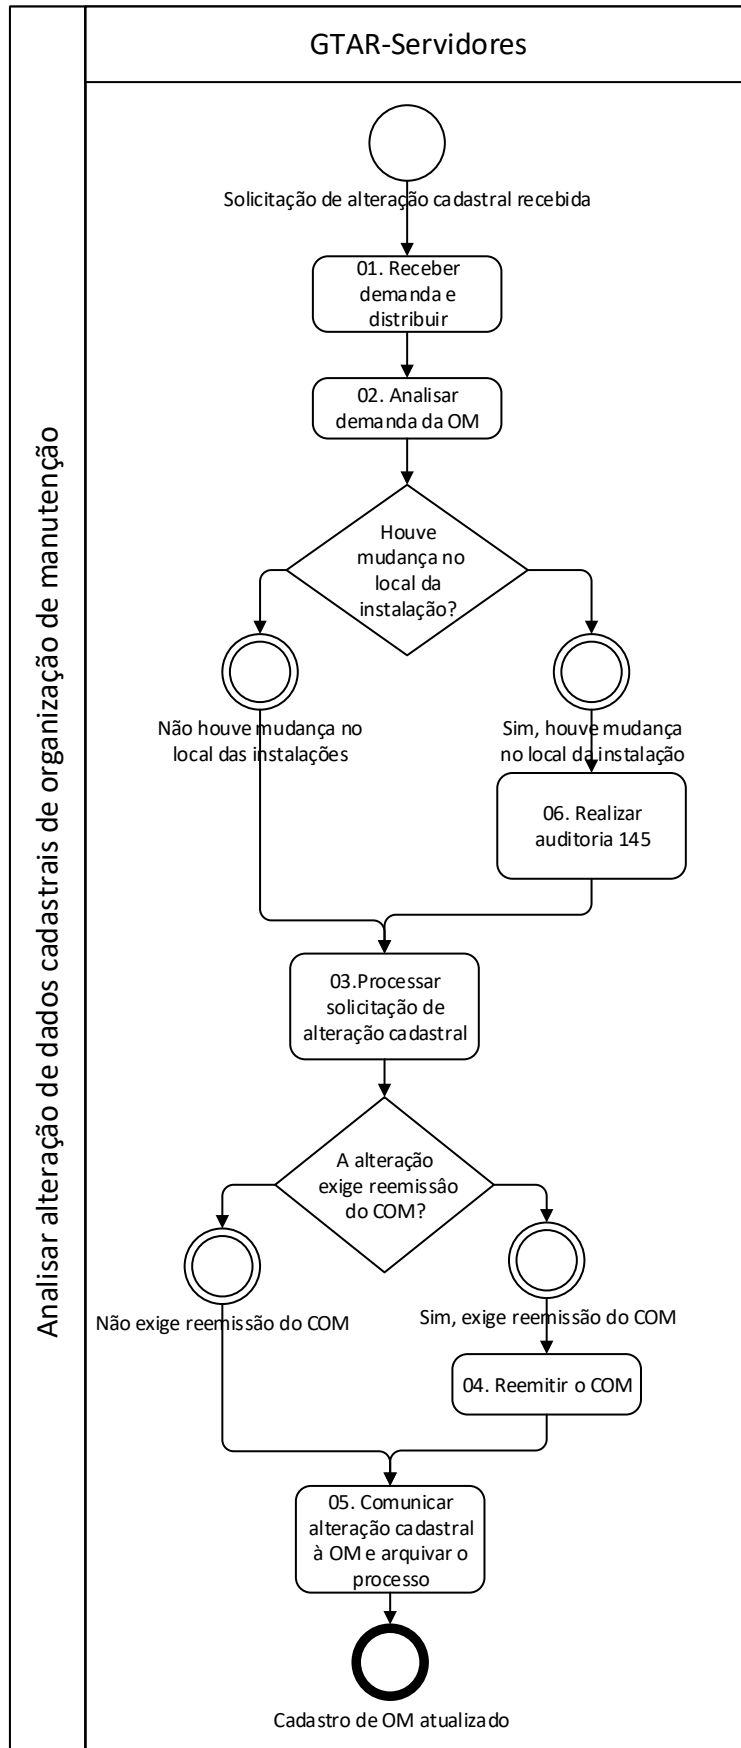 GTAR-Servidores
Analisar alteração de dados cadastrais de organização de manutenção
Solicitação de alteração cadastral recebida
01. Receber
demanda e
distribuir
02. Analisar
demanda da OM
Houve
mudança no
local da
instalação?
Não houve mudança no
local das instalações
Sim, houve mudança
no local da instalação
06. Realizar
auditoria 145
03.Processar
solicitação de
alteração cadastral
A alteração
exige reemissâo
do COM?
Não exige reemissão do COM
Sim, exige reemissão do COM
04. Reemitir o COM
05. Comunicar
alteração cadastral
à OM e arquivar o
processo
Cadastro de OM atualizado